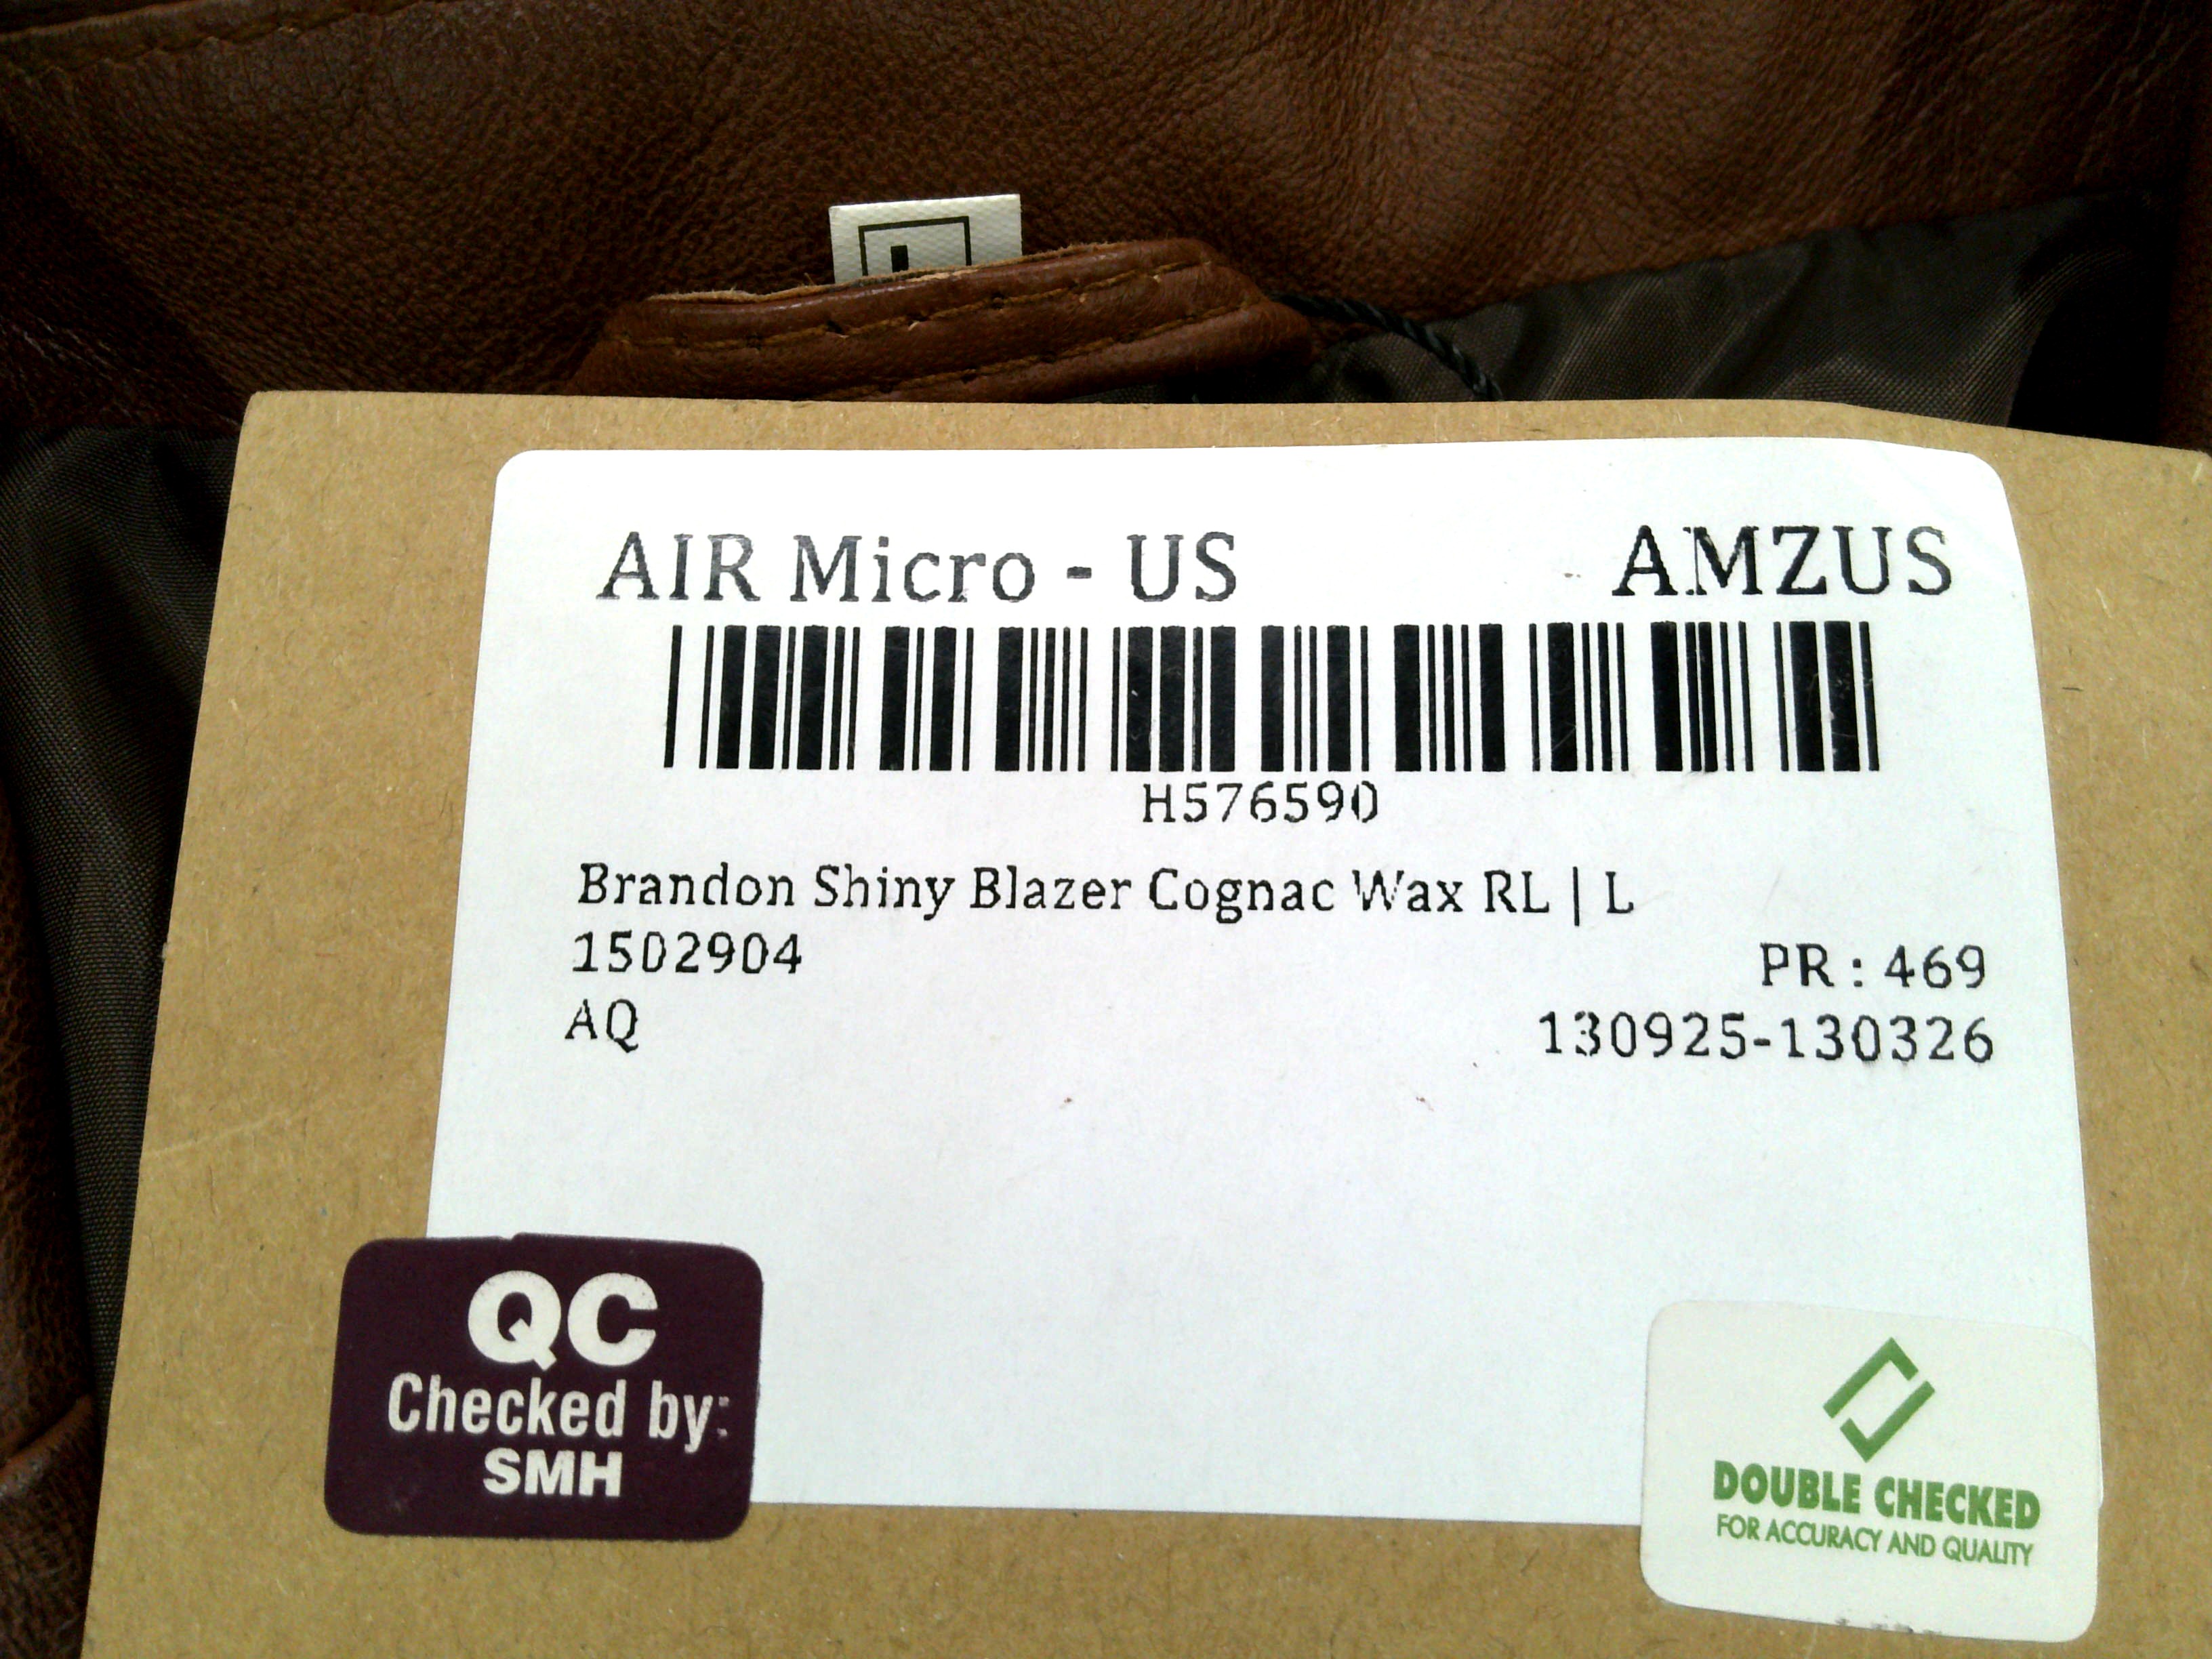 L
AIR Micro - US AMZUS
H576590
Brandon Shiny Blazer Cognac Wax RL | L
1502904 PR : 469
AQ 130925-130326
QC
Checked by:
SMH
DOUBLE CHECKED
FOR ACCURACY AND QUALITY